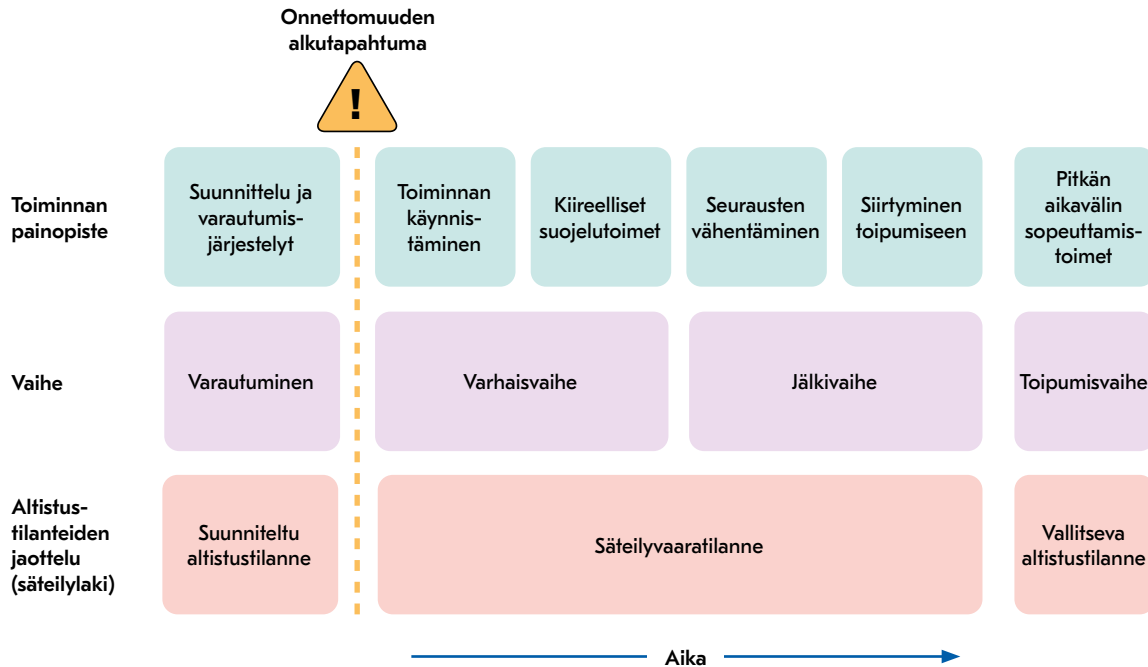 Onnettomuuden
alkutapahtuma
!
Toiminnan
painopiste
Suunnittelu ja
varautumis-
järjestelyt
Toiminnan
käynnis-
täminen
Kiireelliset
suojelutoimet
Seurausten
vähentäminen
Siirtyminen
toipumiseen
Pitkän
aikavälin
sopeuttamis-
toimet
Vaihe
Varautuminen
Varhaisvaihe
Jälkivaihe
Toipumisvaihe
Altistus-
tilanteiden
jaottelu
(säteilylaki)
Suunniteltu
altistustilanne
Säteilyvaaratilanne
Vallitseva
altistustilanne
Aika